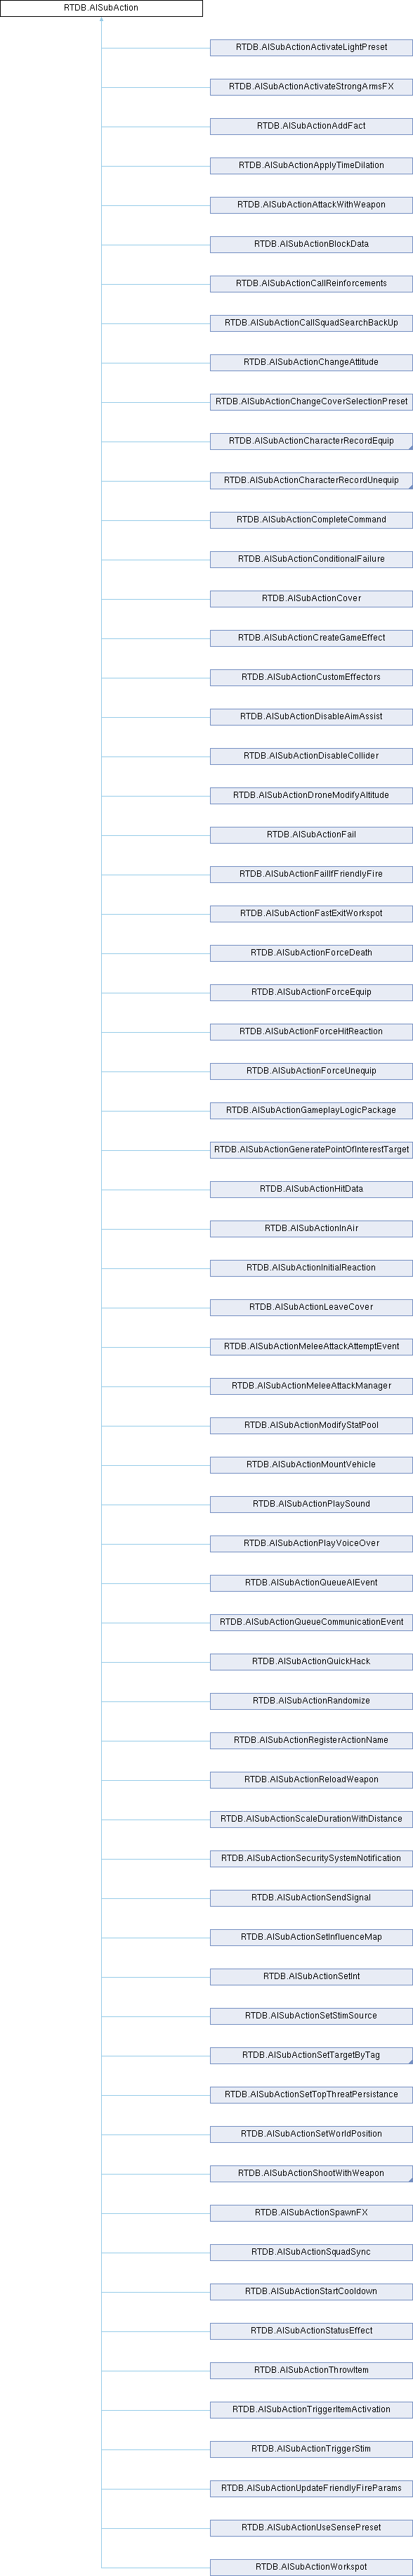 RTDB.AISubAction
RTDB.AISubActionActivateLightPreset
RTDB.AISubActionActivateStrongArmsFX
RTDB.AISubActionAddFact
RTDB.AISubActionApplyTimeDilation
RTDB.AISubActionAttackWithWeapon
RTDB.AISubActionBlockData
RTDB.AISubActionCallReinforcements
RTDB.AISubActionCallSquadSearchBackUp
RTDB.AISubActionChangeAttitude
RTDB.AISubActionChangeCoverSelectionPreset
RTDB.AISubActionCharacterRecordEquip
RTDB.AISubActionCharacterRecordUnequip
RTDB.AISubActionCompleteCommand
RTDB.AISubActionConditionalFailure
RTDB.AISubActionCover
RTDB.AISubActionCreateGameEffect
RTDB.AISubActionCustomEffectors
RTDB.AISubActionDisableAimAssist
RTDB.AISubActionDisableCollider
RTDB.AISubActionDroneModifyAltitude
RTDB.AISubActionFail
RTDB.AISubActionFailIfFriendlyFire
RTDB.AISubActionFastExitWorkspot
RTDB.AISubActionForceDeath
RTDB.AISubActionForceEquip
RTDB.AISubActionForceHitReaction
RTDB.AISubActionForceUnequip
RTDB.AISubActionGameplayLogicPackage
RTDB.AISubActionGeneratePointOfInterestTarget
RTDB.AISubActionHitData
RTDB.AISubActionInAir
RTDB.AISubActionInitialReaction
RTDB.AISubActionLeaveCover
RTDB.AISubActionMeleeAttackAttemptEvent
RTDB.AISubActionMeleeAttackManager
RTDB.AISubActionModifyStatPool
RTDB.AISubActionMountVehicle
RTDB.AISubActionPlaySound
RTDB.AISubActionPlayVoiceOver
RTDB.AISubActionQueueAIEvent
RTDB.AISubActionQueueCommunicationEvent
RTDB.AISubActionQuickHack
RTDB.AISubActionRandomize
RTDB.AISubActionRegisterActionName
RTDB.AISubActionReloadWeapon
RTDB.AISubActionScaleDurationWithDistance
RTDB.AISubActionSecuritySystemNotification
RTDB.AISubActionSendSignal
RTDB.AISubActionSetInfluenceMap
RTDB.AISubActionSetInt
RTDB.AISubActionSetStimSource
RTDB.AISubActionSetTargetByTag
RTDB.AISubActionSetTopThreatPersistance
RTDB.AISubActionSetWorldPosition
RTDB.AISubActionShootWithWeapon
RTDB.AISubActionSpawnFX
RTDB.AISubActionSquadSync
RTDB.AISubActionStartCooldown
RTDB.AISubActionStatusEffect
RTDB.AISubActionThrowItem
RTDB.AISubActionTriggerItemActivation
RTDB.AISubActionTriggerStim
RTDB.AISubActionUpdateFriendlyFireParams
RTDB.AISubActionUseSensePreset
RTDB.AISubActionWorkspot